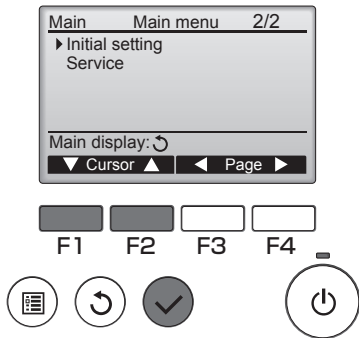 Main Main menu 2/2
Initial setting
Service
Main display:
Cursor Page
F1 F2 F3 F4